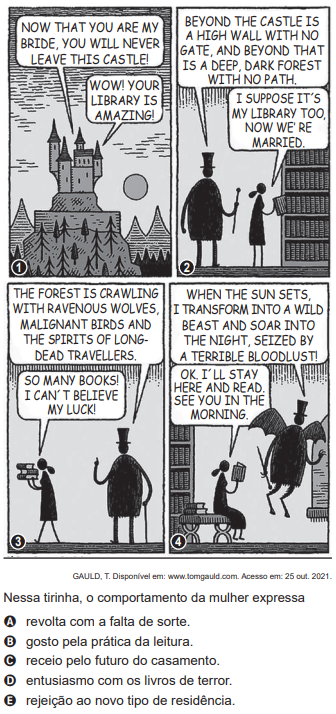 NOW THAT YOU ARE MY
BRIDE, YOU WILL NEVER
LEAVE THIS CASTLE!
WOW! YOUR
LIBRARY IS
AMAZING!
1
BEYOND THE CASTLE IS
A HIGH WALL WITH NO
GATE, AND BEYOND THAT
IS A DEEP, DARK FOREST
WITH NO PATH.
I SUPPOSE IT'S
MY LIBRARY TOO,
NOW WE'RE
MARRIED.
2
THE FOREST IS CRAWLING
WITH RAVENOUS WOLVES,
MALIGNANT BIRDS AND
THE SPIRITS OF LONG-
DEAD TRAVELLERS.
SO MANY BOOKS!
I CAN'T BELIEVE
MY LUCK!
3
WHEN THE SUN SETS,
I TRANSFORM INTO A WILD
BEAST AND SOAR INTO
THE NIGHT, SEIZED BY
A TERRIBLE BLOODLUST!
OK. I'LL STAY
HERE AND READ.
SEE YOU IN THE
MORNING.
4
GAULD, T. Disponível em: www.tomgauld.com. Acesso em: 25 out. 2021.
Nessa tirinha, o comportamento da mulher expressa
A revolta com a falta de sorte.
B gosto pela prática da leitura.
C receio pelo futuro do casamento.
D entusiasmo com os livros de terror.
E rejeição ao novo tipo de residência.